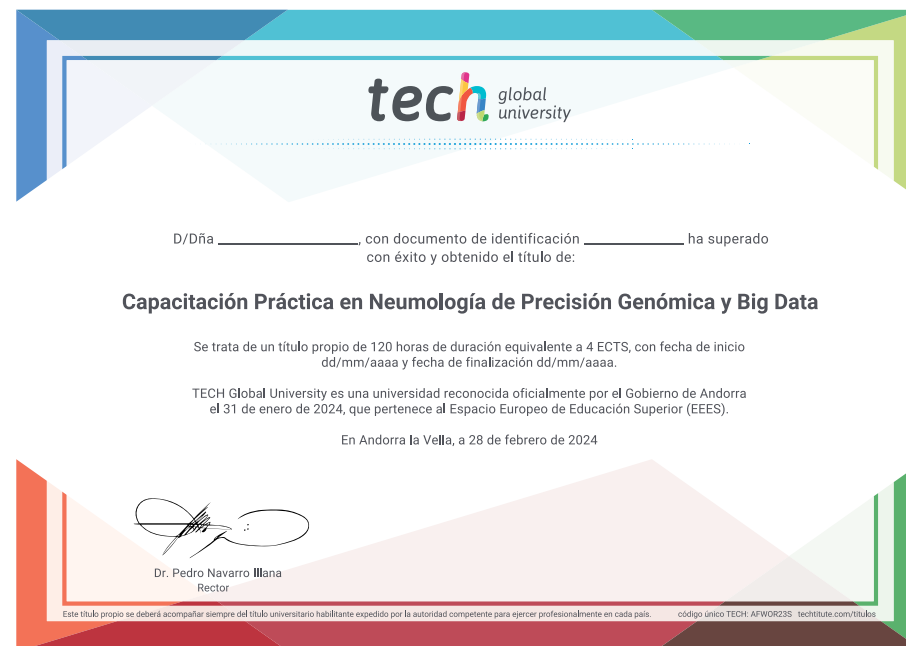 tech global university
D/Dña ____________________, con documento de identificación ______________ ha superado
con éxito y obtenido el título de:
Capacitación Práctica en Neumología de Precisión Genómica y Big Data
Se trata de un título propio de 120 horas de duración equivalente a 4 ECTS, con fecha de inicio
dd/mm/aaaa y fecha de finalización dd/mm/aaaa.
TECH Global University es una universidad reconocida oficialmente por el Gobierno de Andorra
el 31 de enero de 2024, que pertenece al Espacio Europeo de Educación Superior (EEES).
En Andorra la Vella, a 28 de febrero de 2024
Dr. Pedro Navarro Illana
Rector
Este título propio se deberá acompañar siempre del título universitario habilitante expedido por la autoridad competente para ejercer profesionalmente en cada país. código único TECH: AFWOR23S techtitute.com/titulos